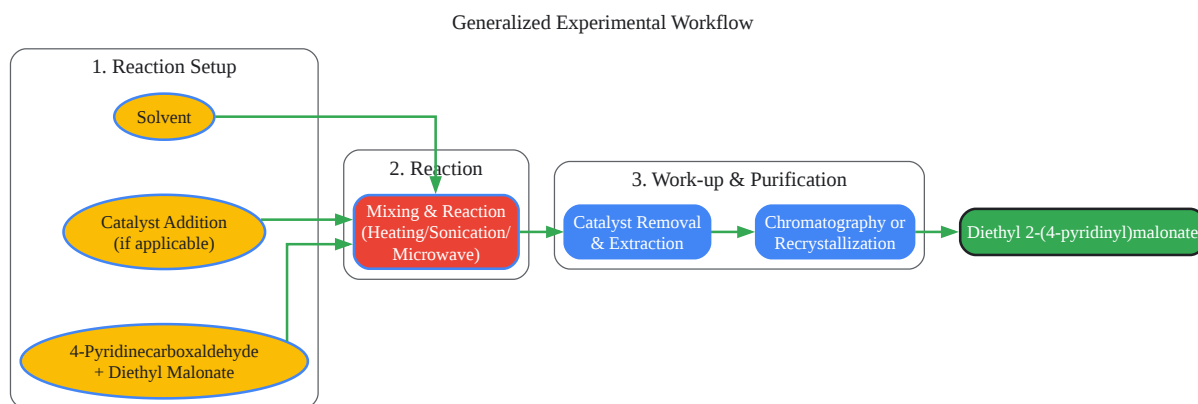 Generalized Experimental Workflow
1. Reaction Setup
Solvent
Catalyst Addition
(if applicable)
4-Pyridinecarboxaldehyde
+ Diethyl Malonate
2. Reaction
Mixing & Reaction
(Heating/Sonication/
Microwave)
3. Work-up & Purification
Catalyst Removal
& Extraction
Chromatography or
Recrystallization
Diethyl 2-(4-pyridinyl)malonate